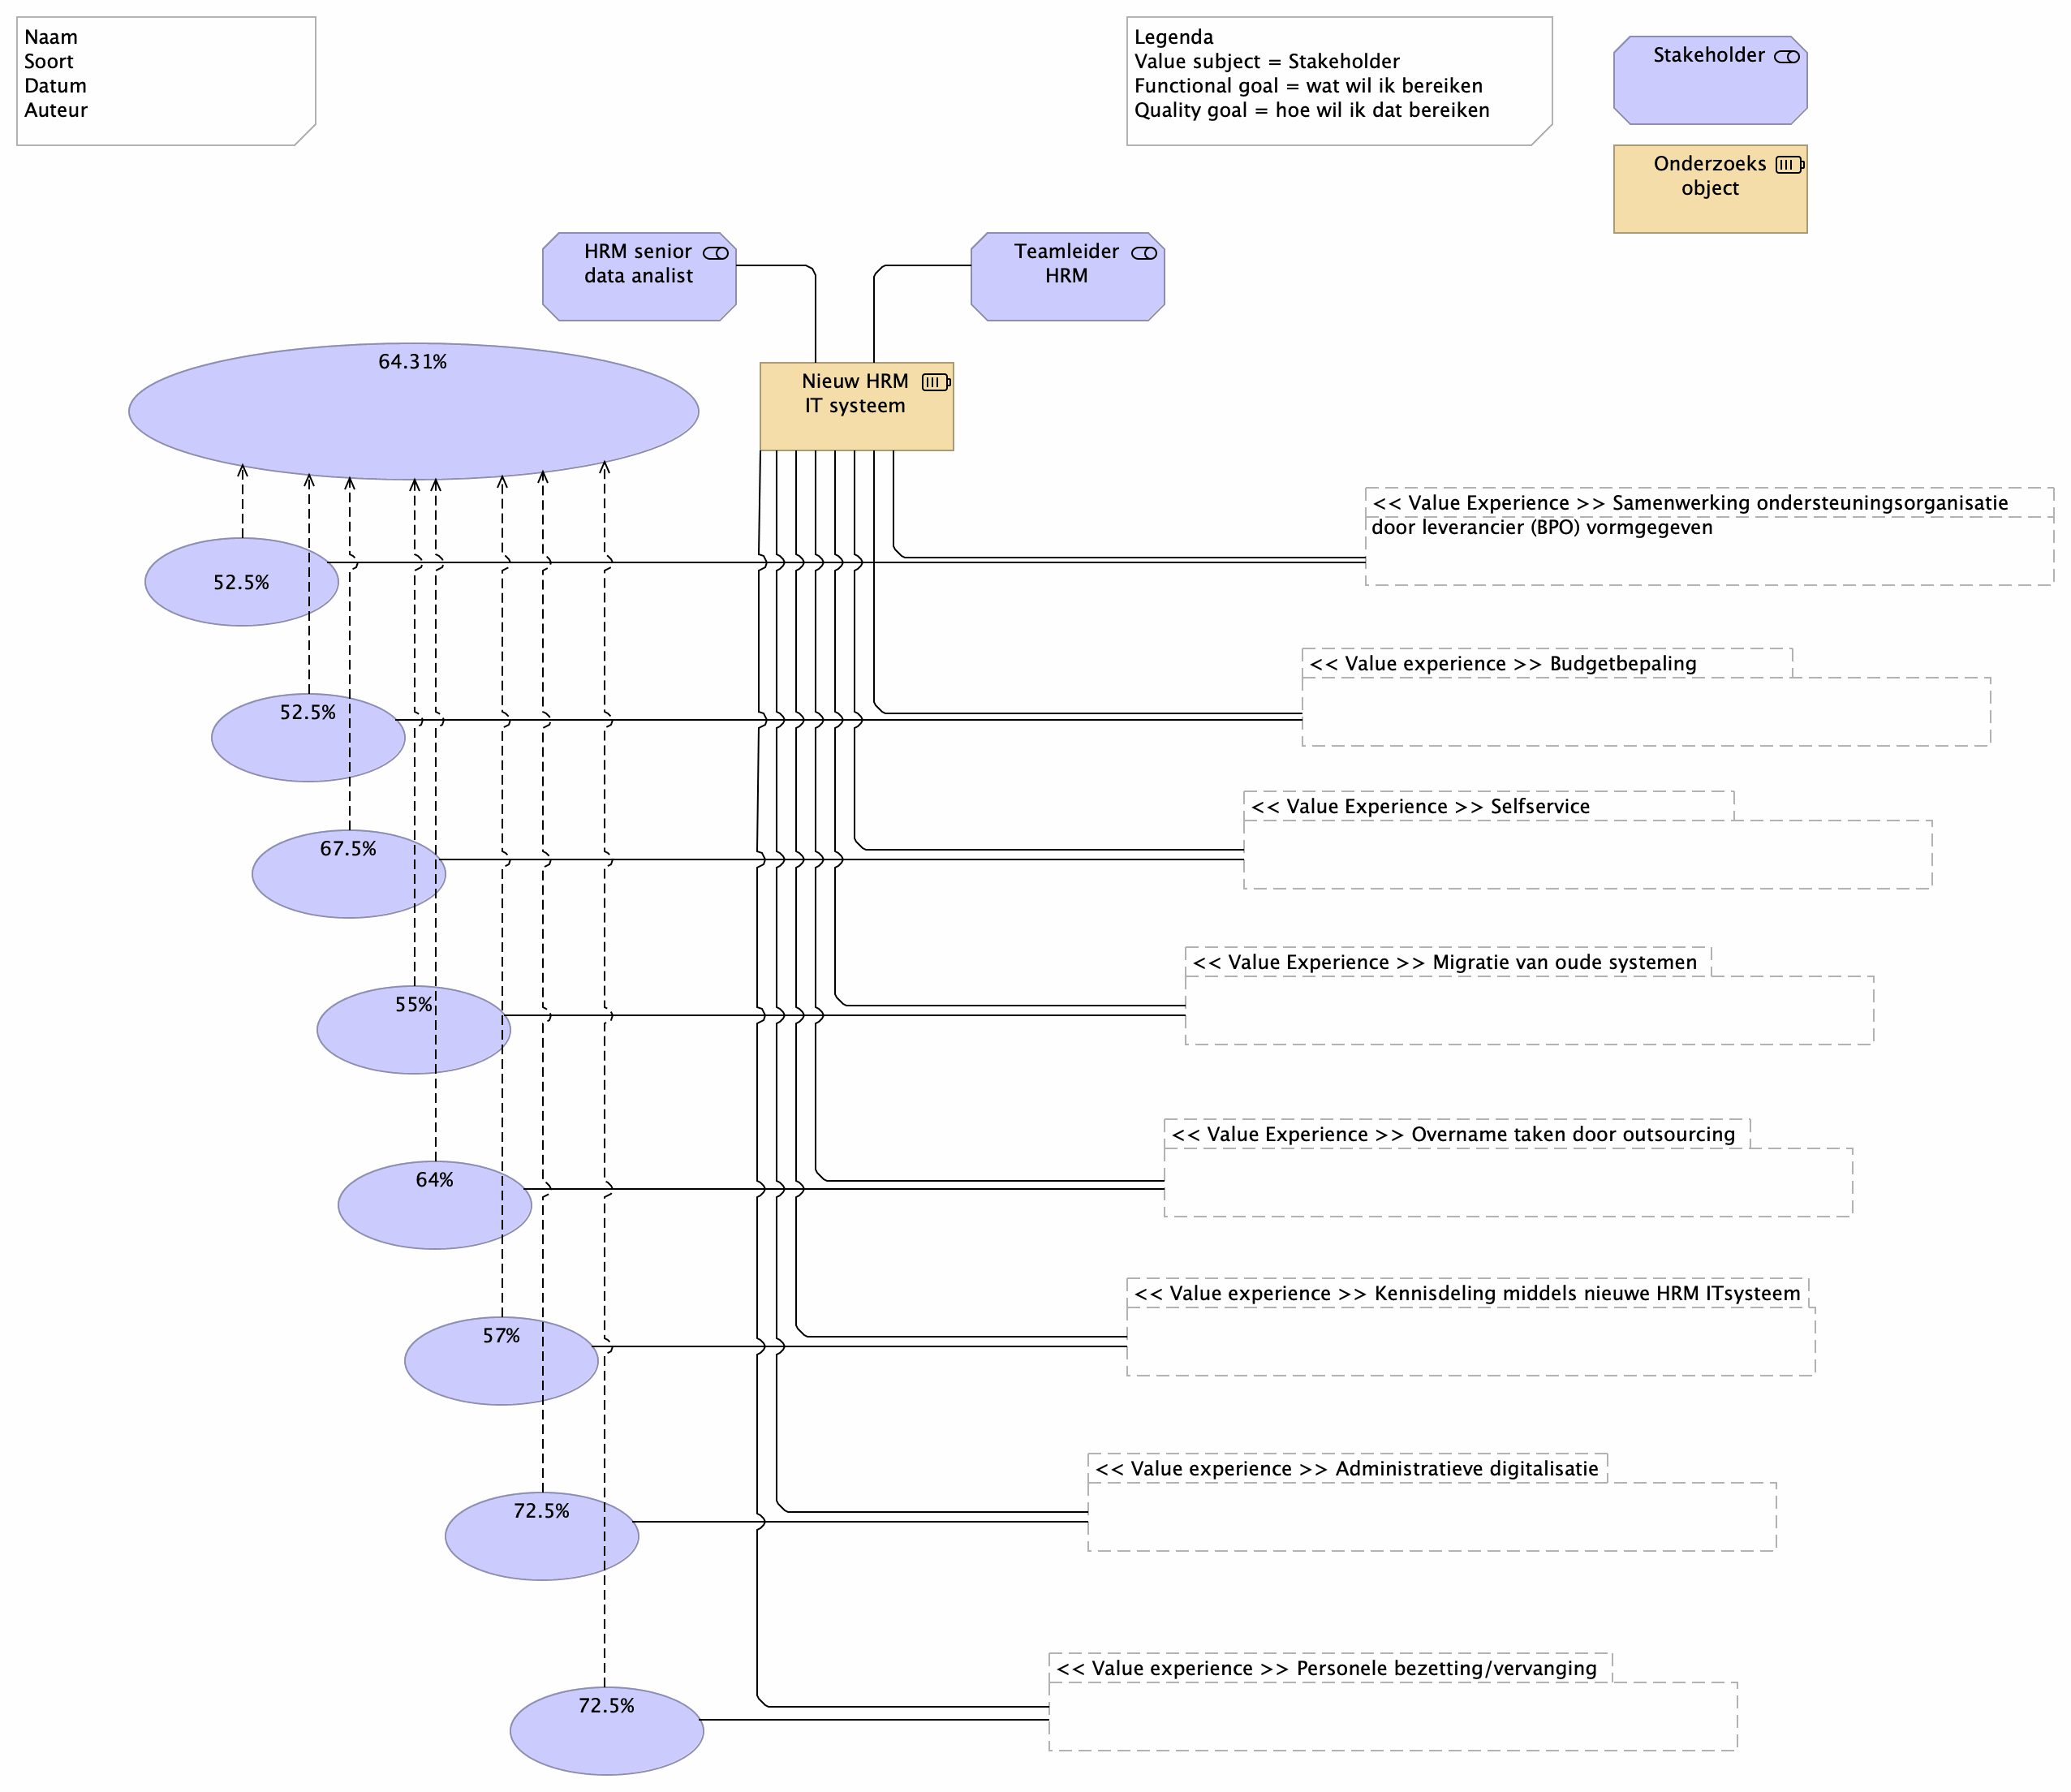 Naam
Soort
Datum
Auteur
Legenda
Value subject = Stakeholder
Functional goal = wat wil ik bereiken
Quality goal = hoe wil ik dat bereiken
Stakeholder
Onderzoeks
object
HRM senior
data analist
Teamleider
HRM
64.31%
Nieuw HRM
IT systeem
<< Value Experience >> Samenwerking ondersteuningsorganisatie
door leverancier (BPO) vormgegeven
52.5%
<< Value experience >> Budgetbepaling
52.5%
<< Value Experience >> Selfservice
67.5%
<< Value Experience >> Migratie van oude systemen
55%
<< Value Experience >> Overname taken door outsourcing
64%
<< Value experience >> Kennisdeling middels nieuwe HRM ITsysteem
57%
<< Value experience >> Administratieve digitalisatie
72.5%
<< Value experience >> Personele bezetting/vervanging
72.5%